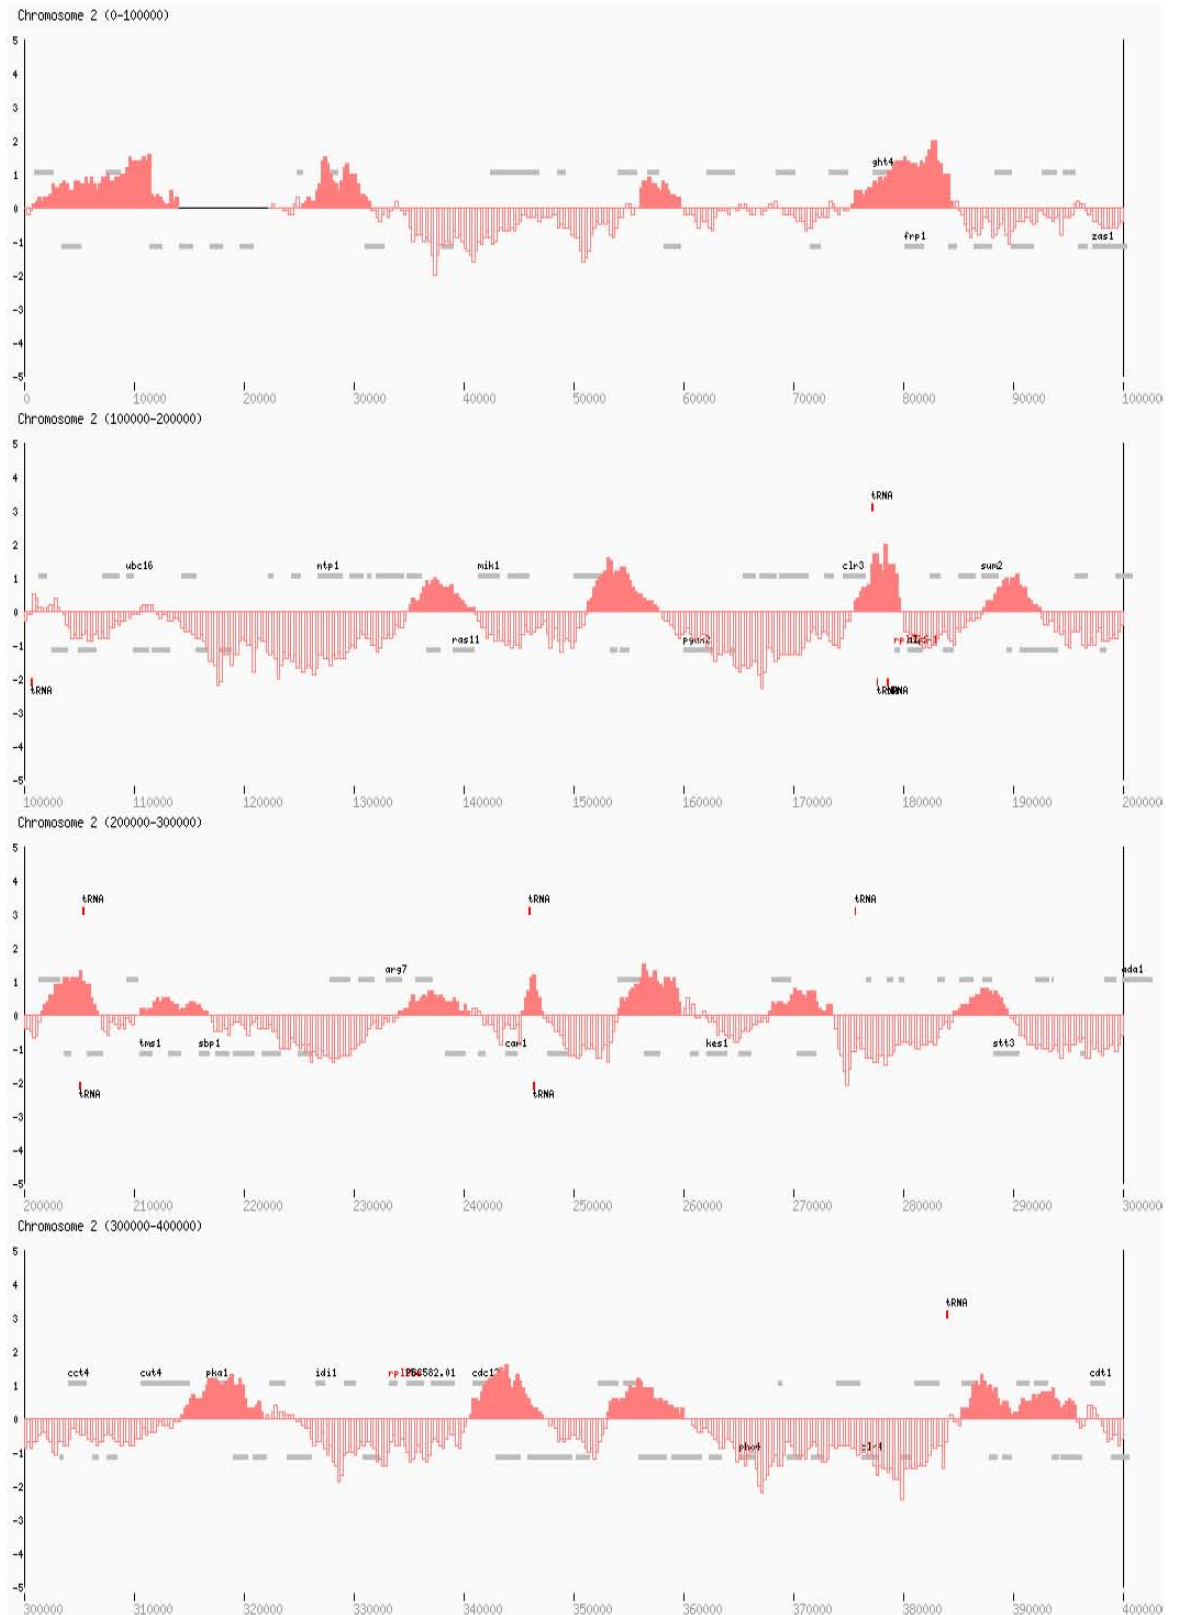 Chromosome 2 (0-100000)
5
4
3
2
1
ght4
0
-1
frp1 zas1
-2
-3
-4
-5
0 10000 20000 30000 40000 50000 60000 70000 80000 90000 100000
Chromosome 2 (100000-200000)
5
4
tRNA
3
2
ubc16 ntp1 mik1 clr3 sum2
1
0
ras11
-1
-2
tRNA
-3
-4
-5
100000 110000 120000 130000 140000 150000 160000 170000 180000 190000 200000
Chromosome 2 (200000-300000)
5
4
tRNA tRNA tRNA
3
2
arg7 ada1
1
0
tms1 sbp1 kes1 stt3
-1
-2
tRNA tRNA
-3
-4
-5
200000 210000 220000 230000 240000 250000 260000 270000 280000 290000 300000
Chromosome 2 (300000-400000)
5
4
tRNA
3
2
cct4 cut4 pka1 idi1 cdt1
1
0
pho4
-1
-2
-3
-4
-5
300000 310000 320000 330000 340000 350000 360000 370000 380000 390000 400000